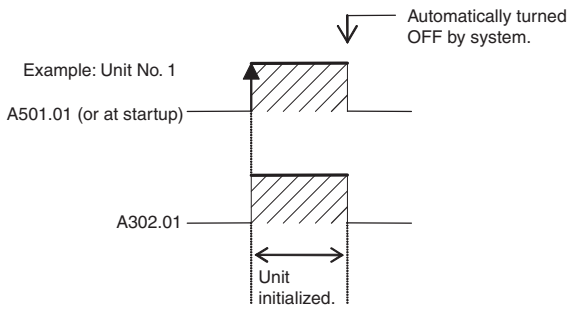 Automatically turned
OFF by system.
Example: Unit No. 1
A501.01 (or at startup)
A302.01
Unit
initialized.